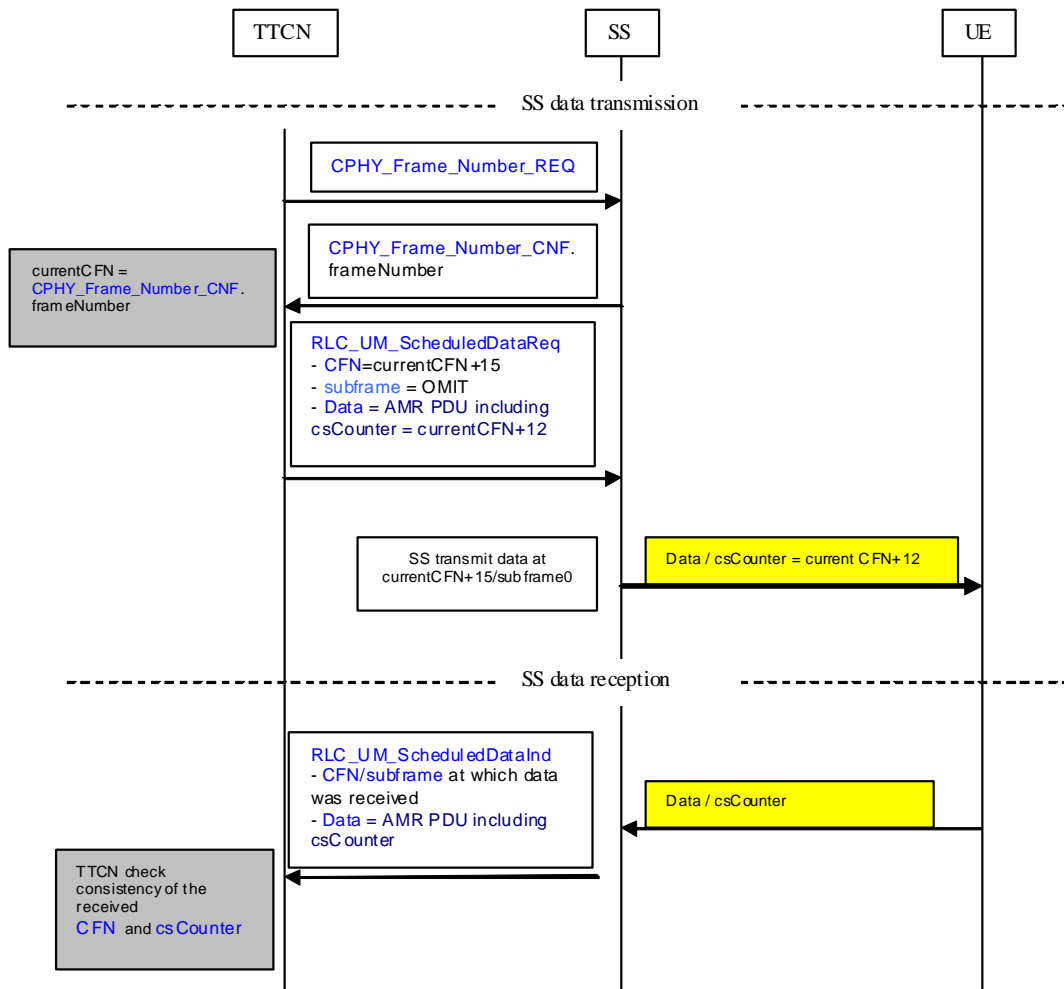 TTCN
SS
UE
SS data transmission
CPHY_Frame_Number_REQ
CPHY_Frame_Number_CNF.
frameNumber
currentCFN =
CPHY_Frame_Number_CNF.
frameNumber
RLC_UM_ScheduledDataReq
- CFN=currentCFN+15
- subframe = OMIT
- Data = AMR PDU including
csCounter = currentCFN+12
SS transmit data at
currentCFN+15/subframe0
Data / csCounter = current CFN+12
SS data reception
RLC_UM_ScheduledDataInd
- CFN/subframe at which data
was received
- Data = AMR PDU including
csCounter
Data / csCounter
TTCN check
consistency of the
received
CFN and csCounter